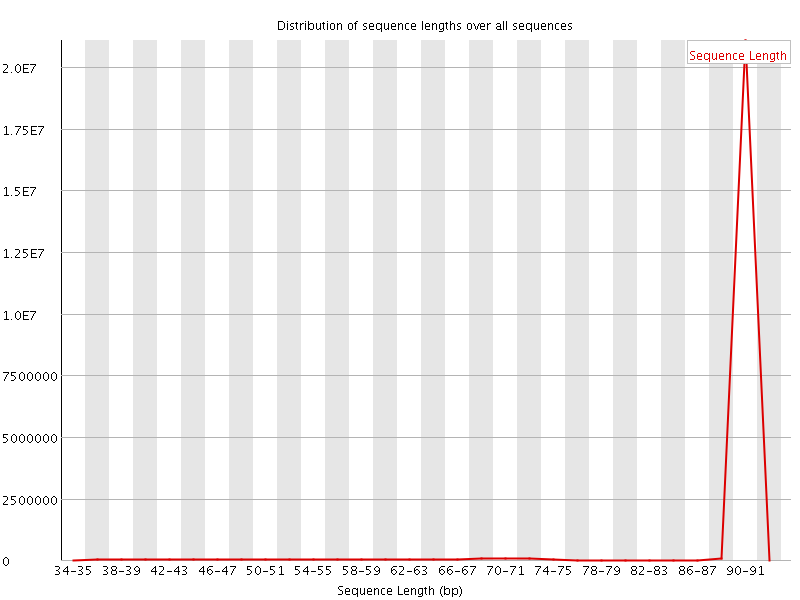 Distribution of sequence lengths over all sequences
Sequence Length
2.0E7
1.75E7
1.5E7
1.25E7
1.0E7
7500000
5000000
2500000
0
34-35 38-39 42-43 46-47 50-51 54-55 58-59 62-63 66-67 70-71 74-75 78-79 82-83 86-87 90-91
Sequence Length (bp)